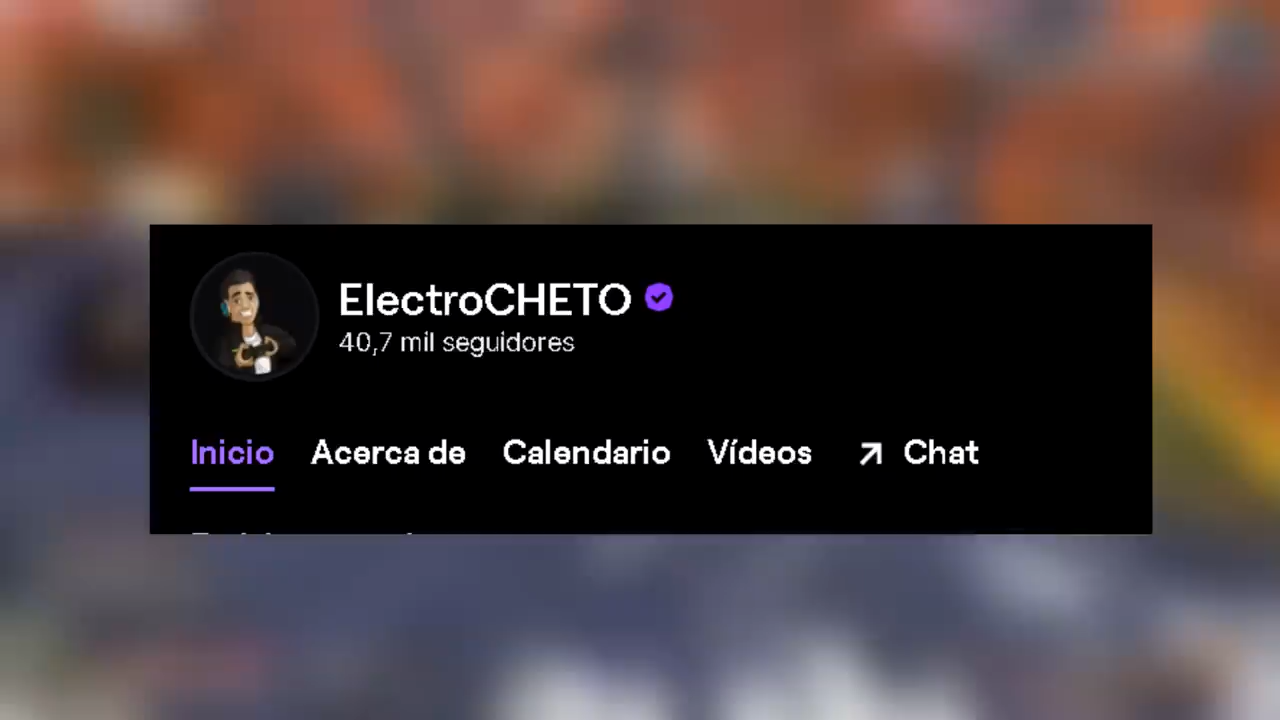 ElectroCHETO
40,7 mil seguidores
Inicio Acerca de Calendario Vídeos Chat